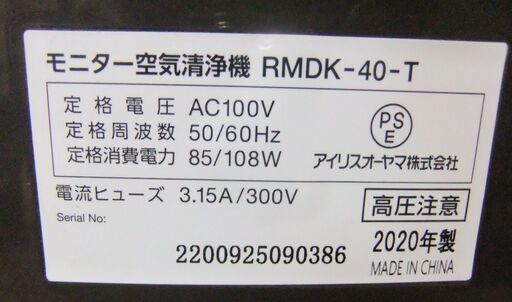 モニター空気清浄機 RMDK-40-T
定格電圧 AC100V
定格周波数 50/60Hz
定格消費電力 85/108W
PS
E
アイリスオーヤマ株式会社
電流ヒューズ 3.15A/300V
高圧注意
Serial No:
2200925090386
2020年製
MADE IN CHINA